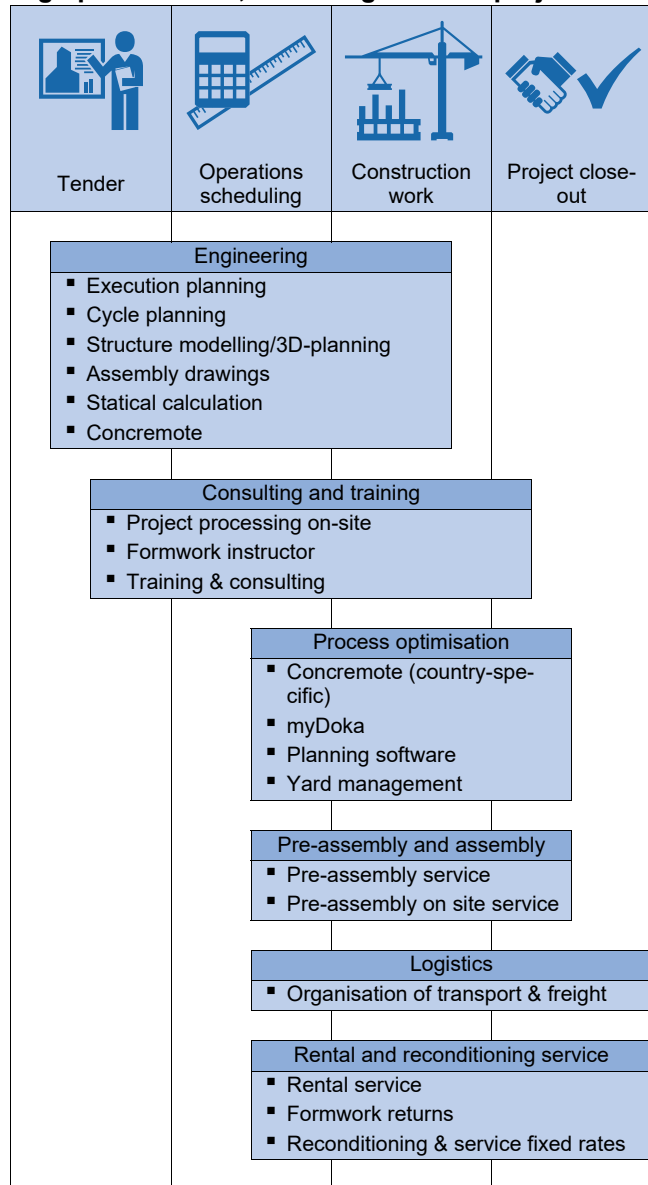 Tender
Operations
scheduling
Construction
work
Project close-
out
Engineering
▪ Execution planning
▪ Cycle planning
▪ Structure modelling/3D-planning
▪ Assembly drawings
▪ Statical calculation
▪ Concremote
Consulting and training
▪ Project processing on-site
▪ Formwork instructor
▪ Training & consulting
Process optimisation
▪ Concremote (country-spe-
cific)
▪ myDoka
▪ Planning software
▪ Yard management
Pre-assembly and assembly
▪ Pre-assembly service
▪ Pre-assembly on site service
Logistics
▪ Organisation of transport & freight
Rental and reconditioning service
▪ Rental service
▪ Formwork returns
▪ Reconditioning & service fixed rates